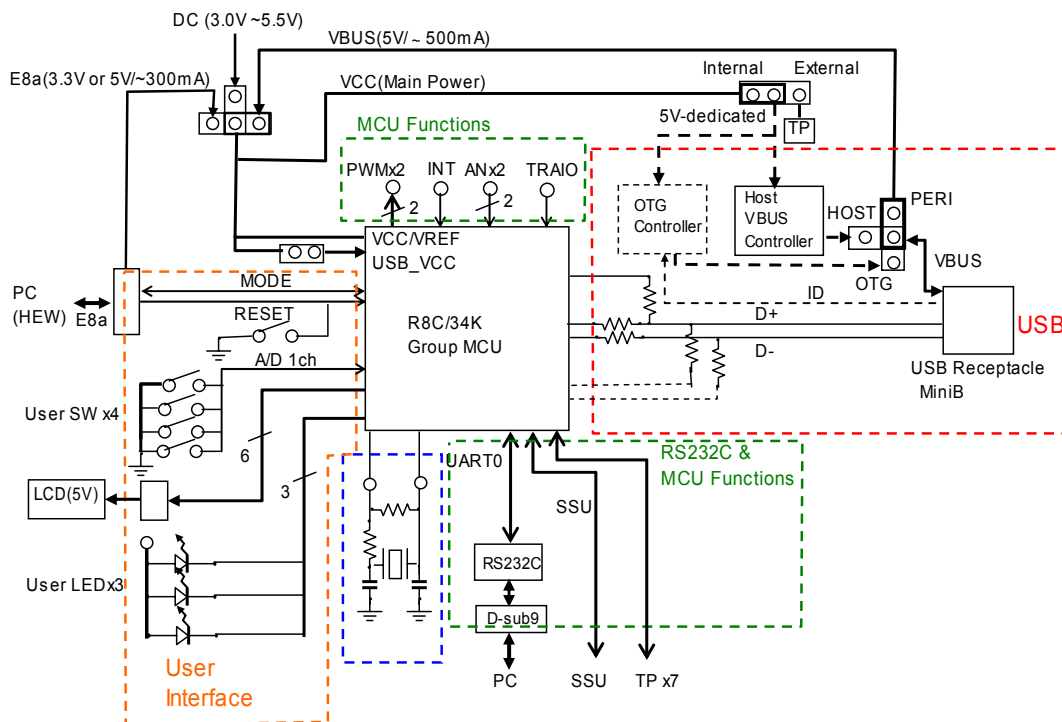 DC (3.0V ~5.5V)
VBUS(5V/ ~ 500mA)
E8a(3.3V or 5V/~300mA)
VCC(Main Power)
Internal
External
5V-dedicated
TP
MCU Functions
PWMx2
INT
ANx2
TRAIO
2
2
OTG
Controller
Host
VBUS
Controller
HOST
PERI
OTG
VBUS
VCC/VREF
USB_VCC
MODE
PC
(HEW)
E8a
RESET
A/D 1ch
R8C/34K
Group MCU
ID
D+
D-
USB
USB Receptacle
MiniB
User SW x4
6
3
LCD(5V)
User LEDx3
User
Interface
UART0
SSU
RS232C &
MCU Functions
RS232C
D-sub9
PC
SSU
TP x7